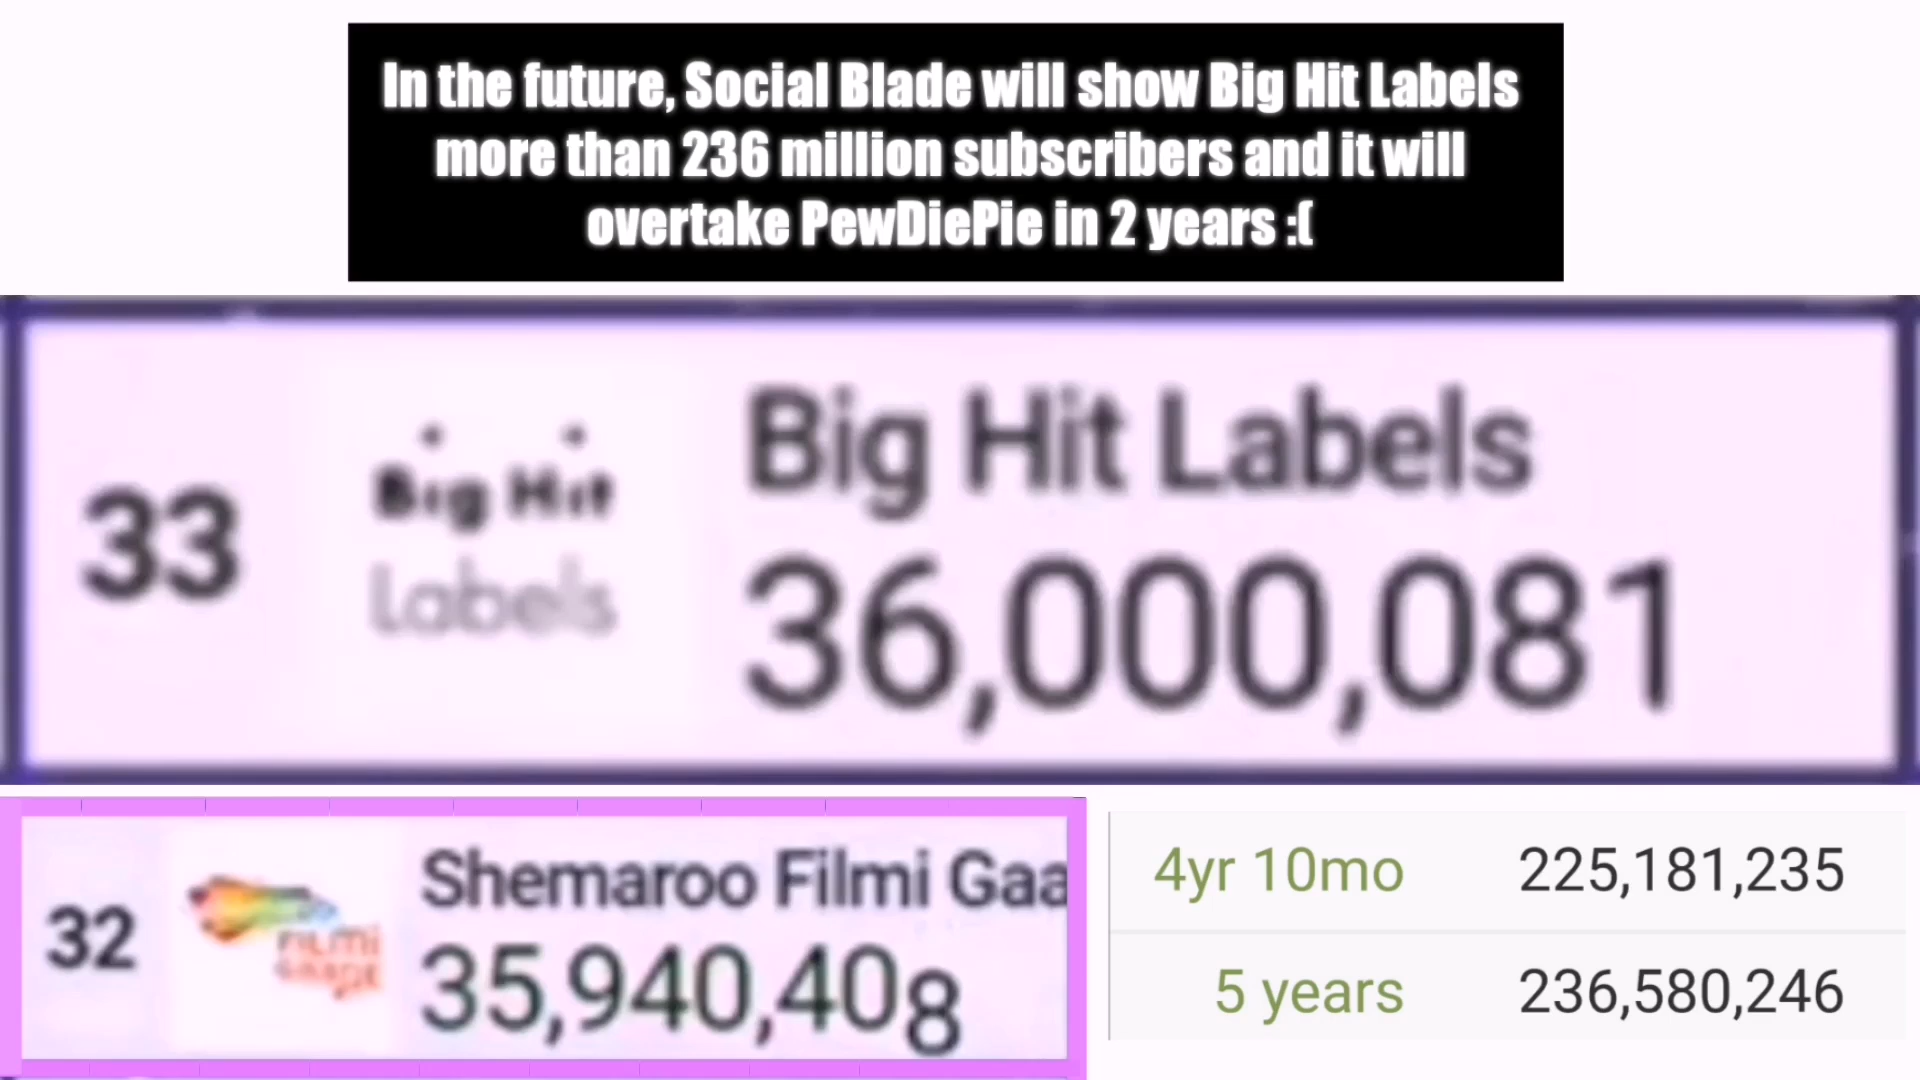 In the future, Social Blade will show Big Hit Labels
more than 236 million subscribers and it will
overtake PewDiePie in 2 years :(
33
Big Hit
Labels
Big Hit Labels
36,000,081
32
FILMI
GAANE
Shemaroo Filmi Gaa
35,940,408
4yr 10mo 225,181,235
5 years 236,580,246